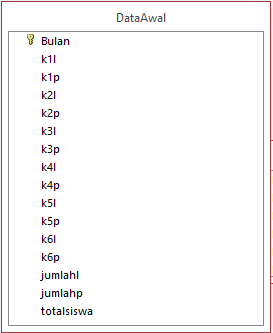 DataAwal
Bulan
k1l
k1p
k2l
k2p
k3l
k3p
k4l
k4p
k5l
k5p
k6l
k6p
jumlahl
jumlahp
totalsiswa